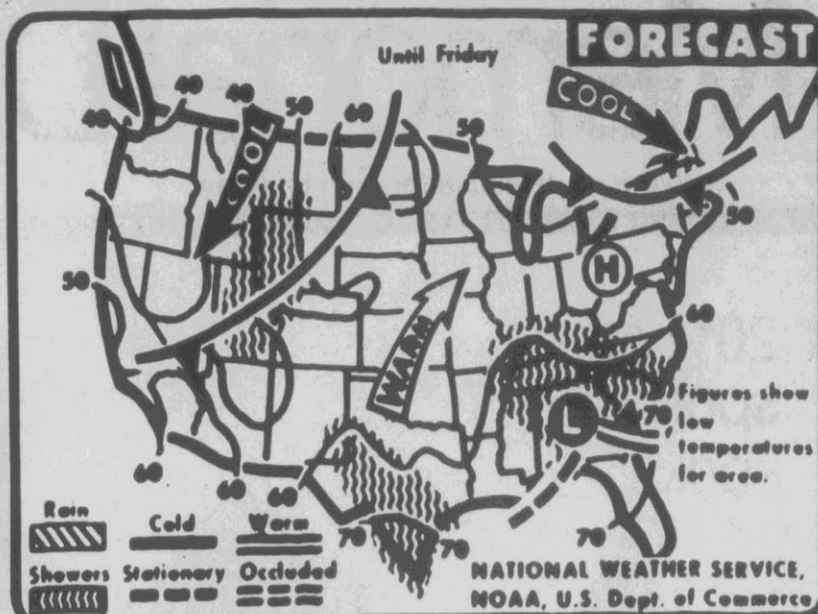 FORECAST
Until Friday
COOL
40 40 40 50 60 50
COOL
50
50
H
60
WARM
Figures show
L 70 low
temperatures
for area.
60 60 60
70 70 70
Rain Cold Warm
Showers Stationary Occluded
NATIONAL WEATHER SERVICE,
NOAA, U.S. Dept. of Commerce